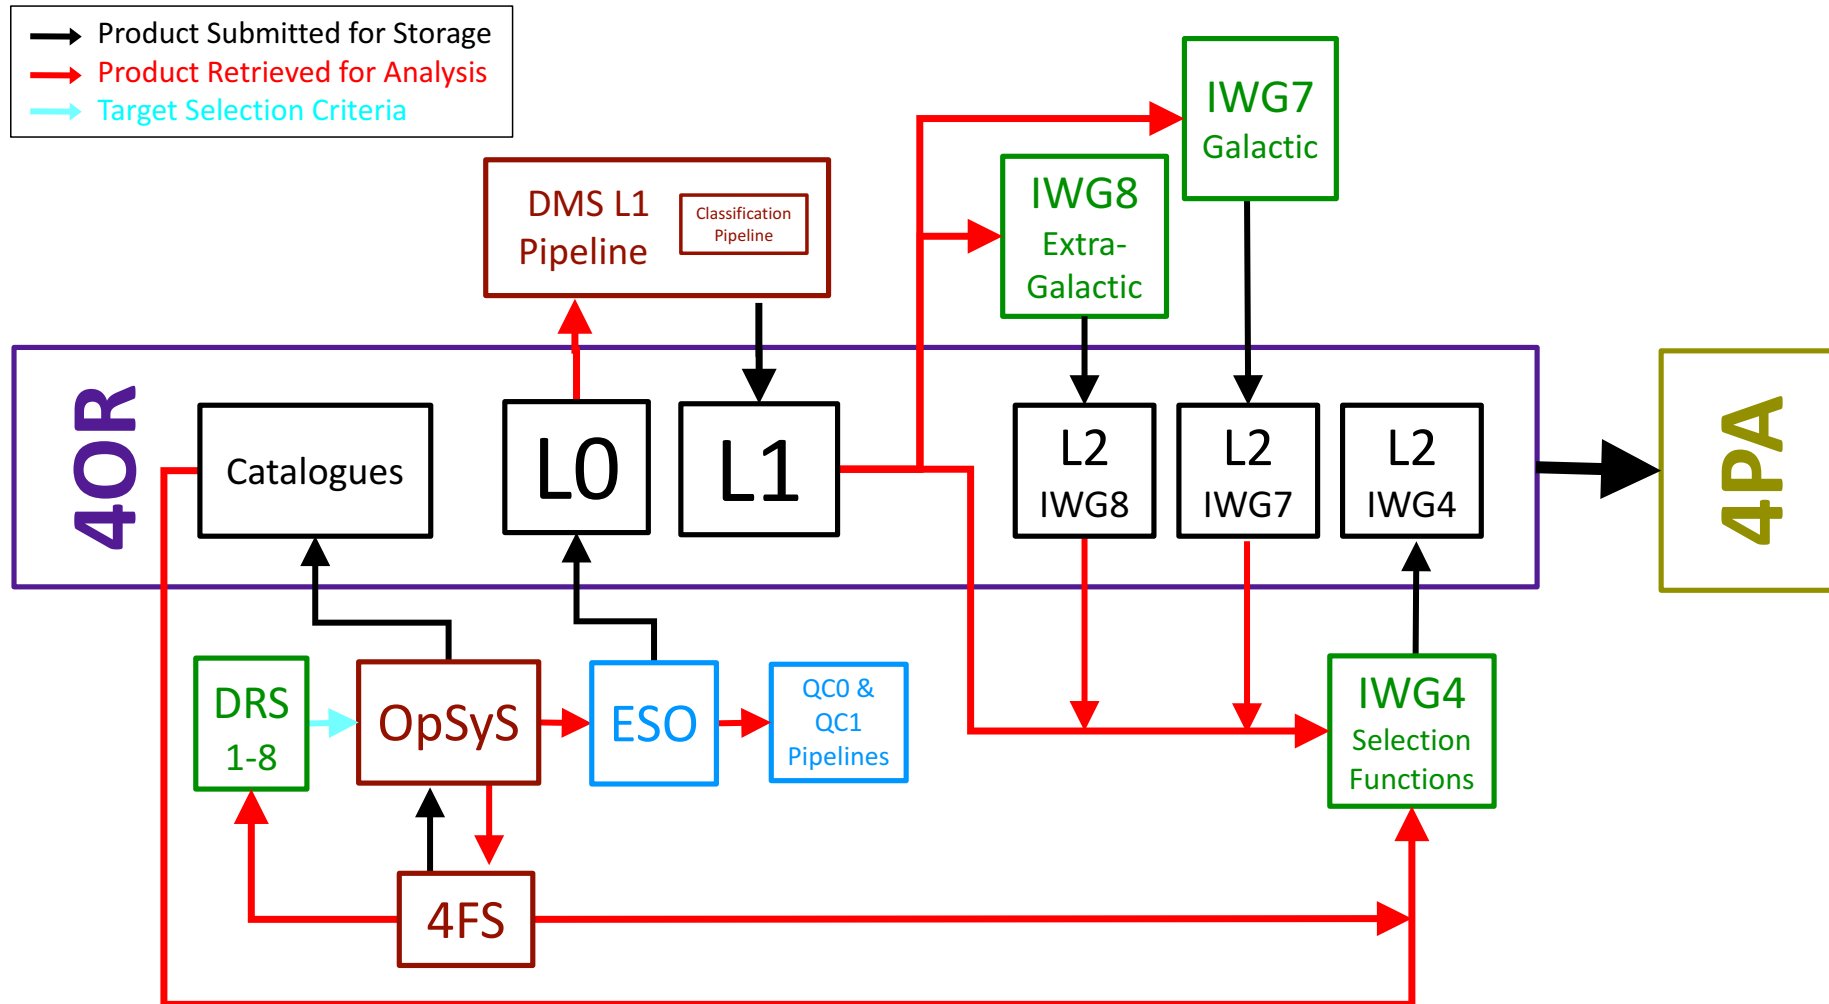 Product Submitted for Storage
Product Retrieved for Analysis
Target Selection Criteria
IWG7
Galactic
IWG8
Extra-
Galactic
DMS L1
Pipeline
Classification
Pipeline
4OR
Catalogues
L0
L1
L2
IWG8
L2
IWG7
L2
IWG4
4PA
DRS
1-8
OpSyS
ESO
QC0 &
QC1
Pipelines
IWG4
Selection
Functions
4FS